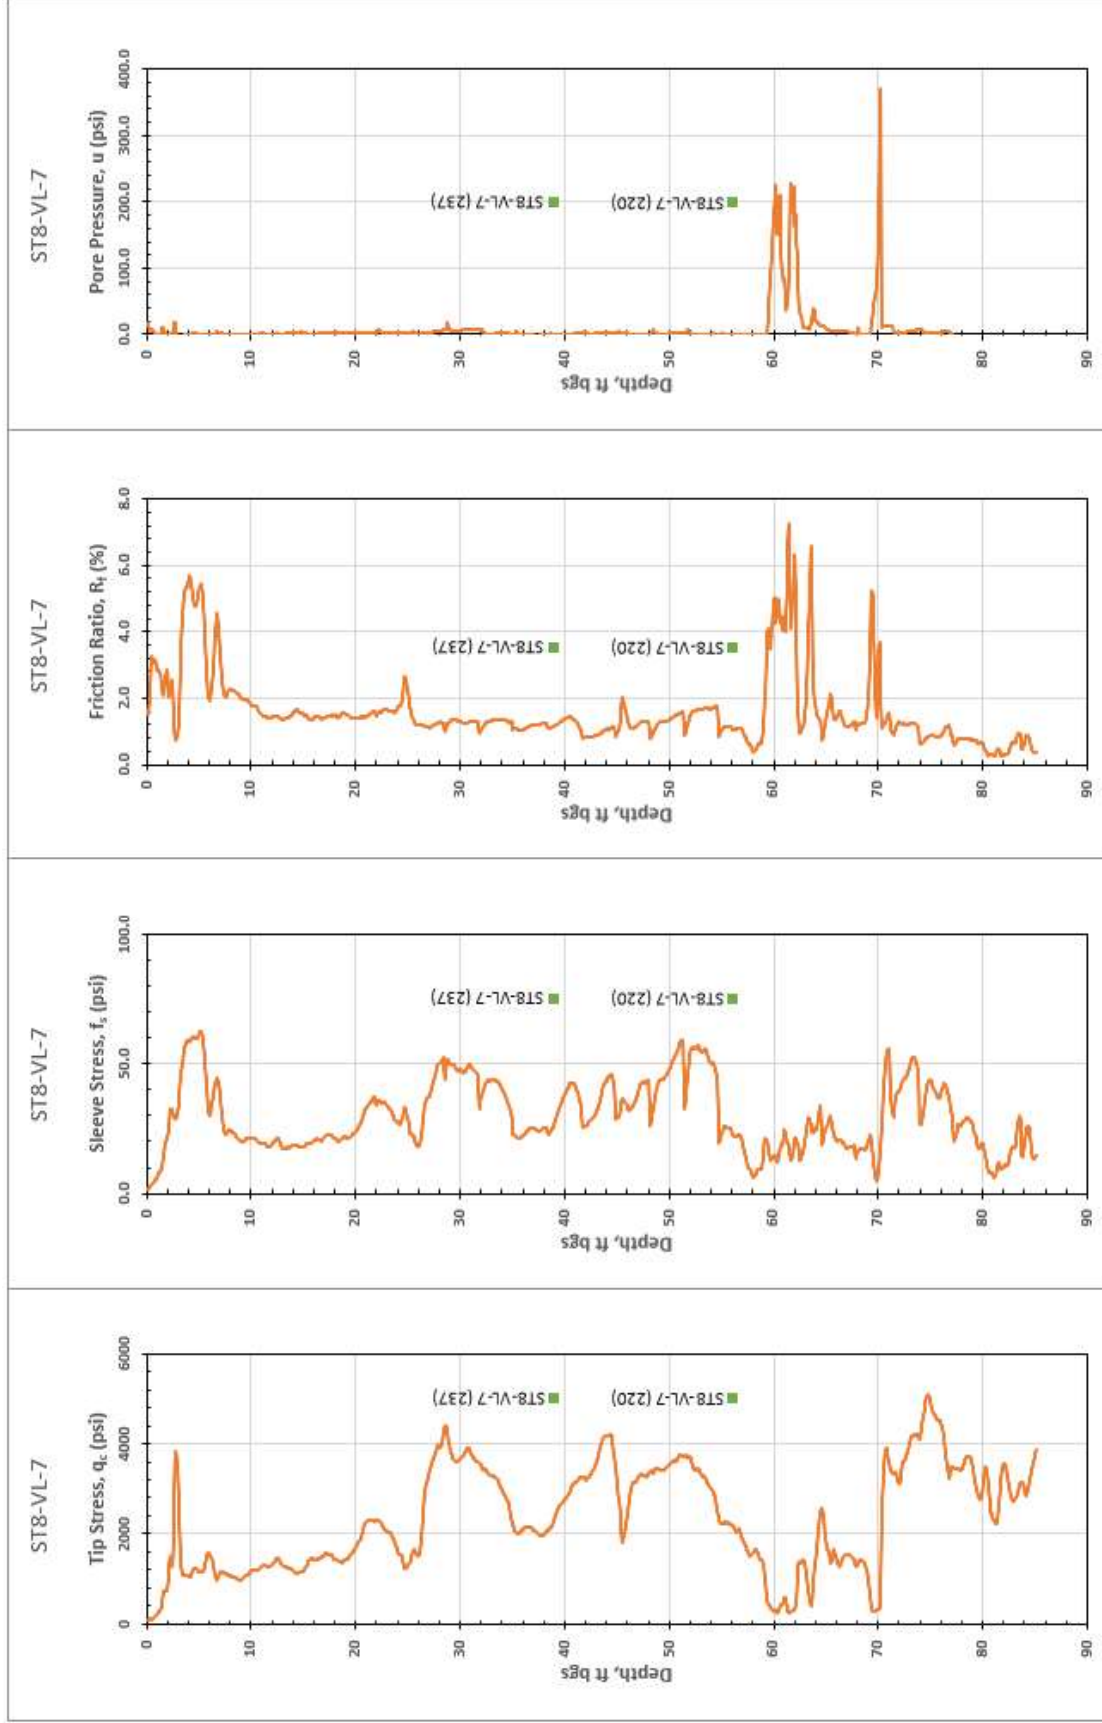 ST8-VL-7
Tip Stress, qc (psi)
0 2000 4000 6000
0
10
20
30
40
50
60
70
80
90
Depth, ft bgs
ST8-VL-7 (237)
ST8-VL-7 (220)
ST8-VL-7
Sleeve Stress, fs (psi)
0.0 50.0 100.0
0
10
20
30
40
50
60
70
80
90
Depth, ft bgs
ST8-VL-7 (237)
ST8-VL-7 (220)
ST8-VL-7
Friction Ratio, Rf (%)
0.0 2.0 4.0 6.0 8.0
0
10
20
30
40
50
60
70
80
90
Depth, ft bgs
ST8-VL-7 (237)
ST8-VL-7 (220)
ST8-VL-7
Pore Pressure, u (psi)
0.0 100.0 200.0 300.0 400.0
0
10
20
30
40
50
60
70
80
90
Depth, ft bgs
ST8-VL-7 (237)
ST8-VL-7 (220)